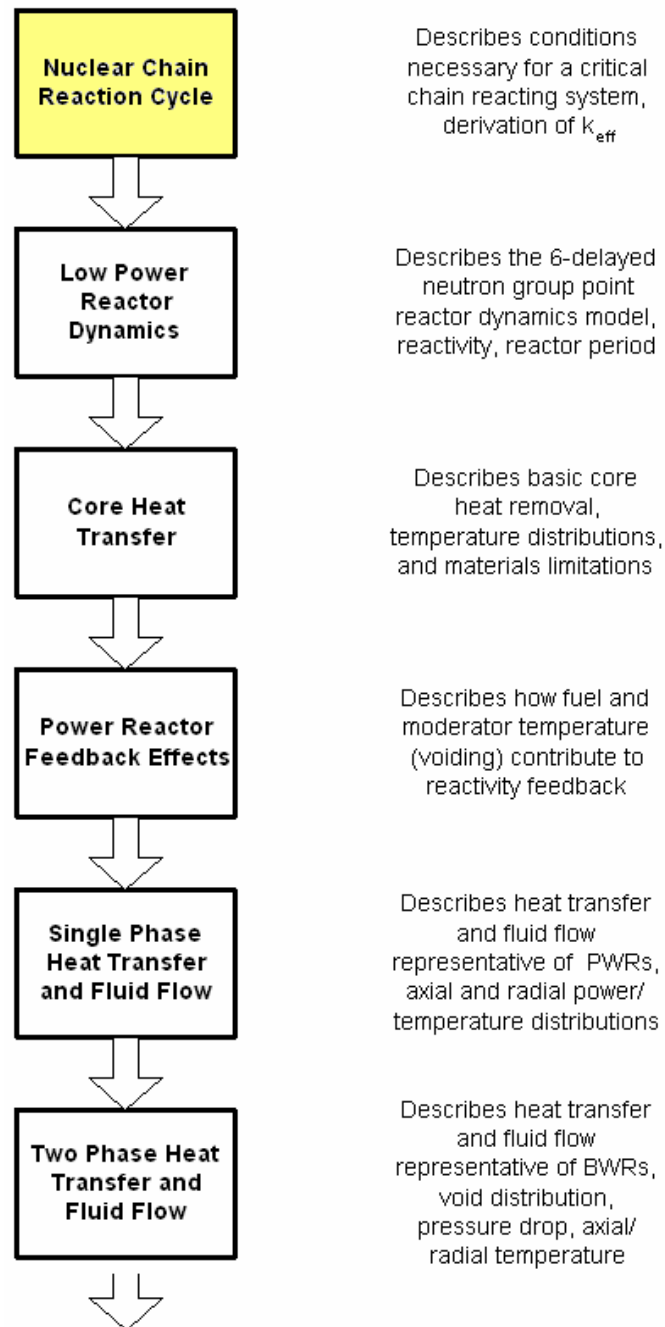 Nuclear Chain
Reaction Cycle
Describes conditions
necessary for a critical
chain reacting system,
derivation of keff
Low Power
Reactor
Dynamics
Describes the 6-delayed
neutron group point
reactor dynamics model,
reactivity, reactor period
Core Heat
Transfer
Describes basic core
heat removal,
temperature distributions,
and materials limitations
Power Reactor
Feedback Effects
Describes how fuel and
moderator temperature
(voiding) contribute to
reactivity feedback
Single Phase
Heat Transfer
and Fluid Flow
Describes heat transfer
and fluid flow
representative of PWRs,
axial and radial power/
temperature distributions
Two Phase Heat
Transfer and
Fluid Flow
Describes heat transfer
and fluid flow
representative of BWRs,
void distribution,
pressure drop, axial/
radial temperature